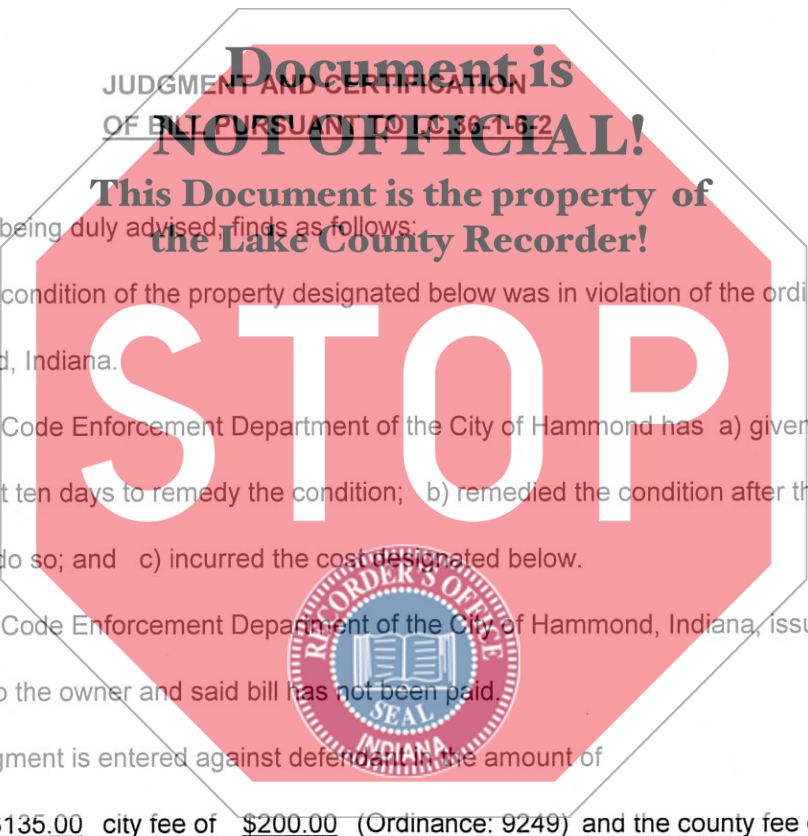 Document is
JUDGMENT AND CERTIFICATION
OF BILL PURSUANT TO I.C.36-1-6-2
NOT OFFICIAL!
This Document is the property of
being duly advised, finds as follows:
the Lake County Recorder!
condition of the property designated below was in violation of the ordi
d, Indiana.
STOP
Code Enforcement Department of the City of Hammond has a) given
t ten days to remedy the condition; b) remedied the condition after th
do so; and c) incurred the cost designated below.
RECORDER'S OFFICE
Code Enforcement Department of the City of Hammond, Indiana, issu
o the owner and said bill has not been paid.
SEAL
INDIANA
gment is entered against defendant in the amount of
$135.00 city fee of $200.00 (Ordinance: 9249) and the county fee